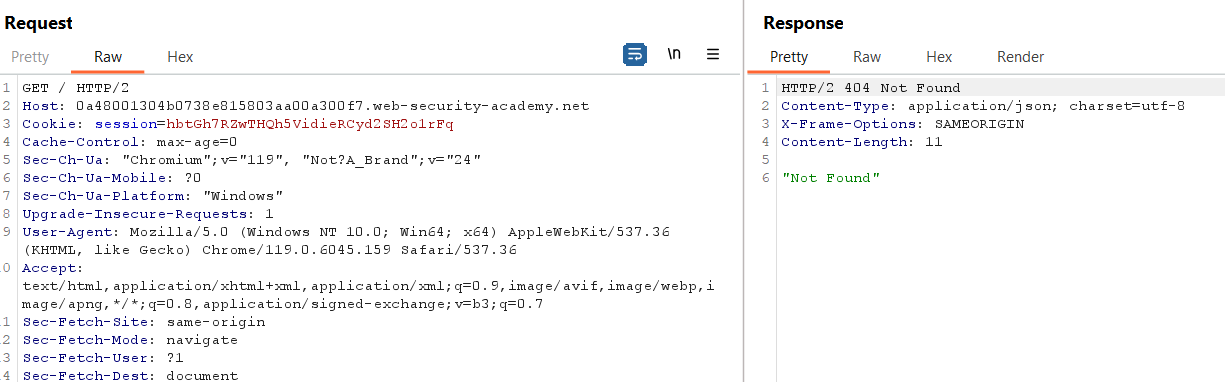 Request
Pretty Raw Hex \n
1 GET / HTTP/2
2 Host: 0a48001304b0738e815803aa00a300f7.web-security-academy.net
3 Cookie: session=hbtGh7RZwTHQh5VidieRCyd2SH2o1rFq
4 Cache-Control: max-age=0
5 Sec-Ch-Ua: "Chromium";v="119", "Not?A_Brand";v="24"
6 Sec-Ch-Ua-Mobile: ?0
7 Sec-Ch-Ua-Platform: "Windows"
8 Upgrade-Insecure-Requests: 1
9 User-Agent: Mozilla/5.0 (Windows NT 10.0; Win64; x64) AppleWebKit/537.36
(KHTML, like Gecko) Chrome/119.0.6045.159 Safari/537.36
0 Accept:
text/html,application/xhtml+xml,application/xml;q=0.9,image/avif,image/webp,i
mage/apng,*/*;q=0.8,application/signed-exchange;v=b3;q=0.7
1 Sec-Fetch-Site: same-origin
2 Sec-Fetch-Mode: navigate
3 Sec-Fetch-User: ?1
4 Sec-Fetch-Dest: document
Response
Pretty Raw Hex Render
1 HTTP/2 404 Not Found
2 Content-Type: application/json; charset=utf-8
3 X-Frame-Options: SAMEORIGIN
4 Content-Length: 11
5
6 "Not Found"